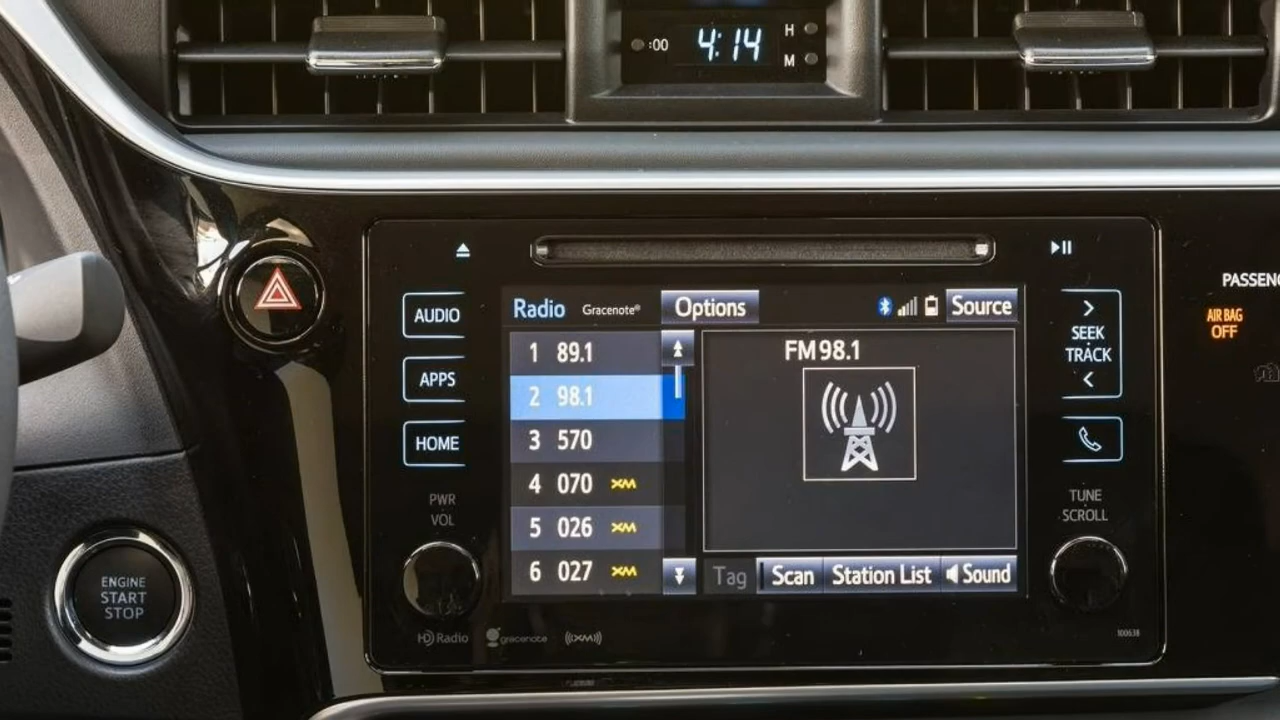 :00 4:14 H
M
PASSENG
AIR BAG
OFF
AUDIO
APPS
HOME
PWR
VOL
Radio Gracenote® Options Source
1 89.1
2 98.1
3 570
4 070 XM
5 026 XM
6 027 XM
FM 98.1
Tag Scan Station List Sound
SEEK
TRACK
TUNE
SCROLL
ENGINE
START
STOP
HD Radio gracenote ((XM))
100638